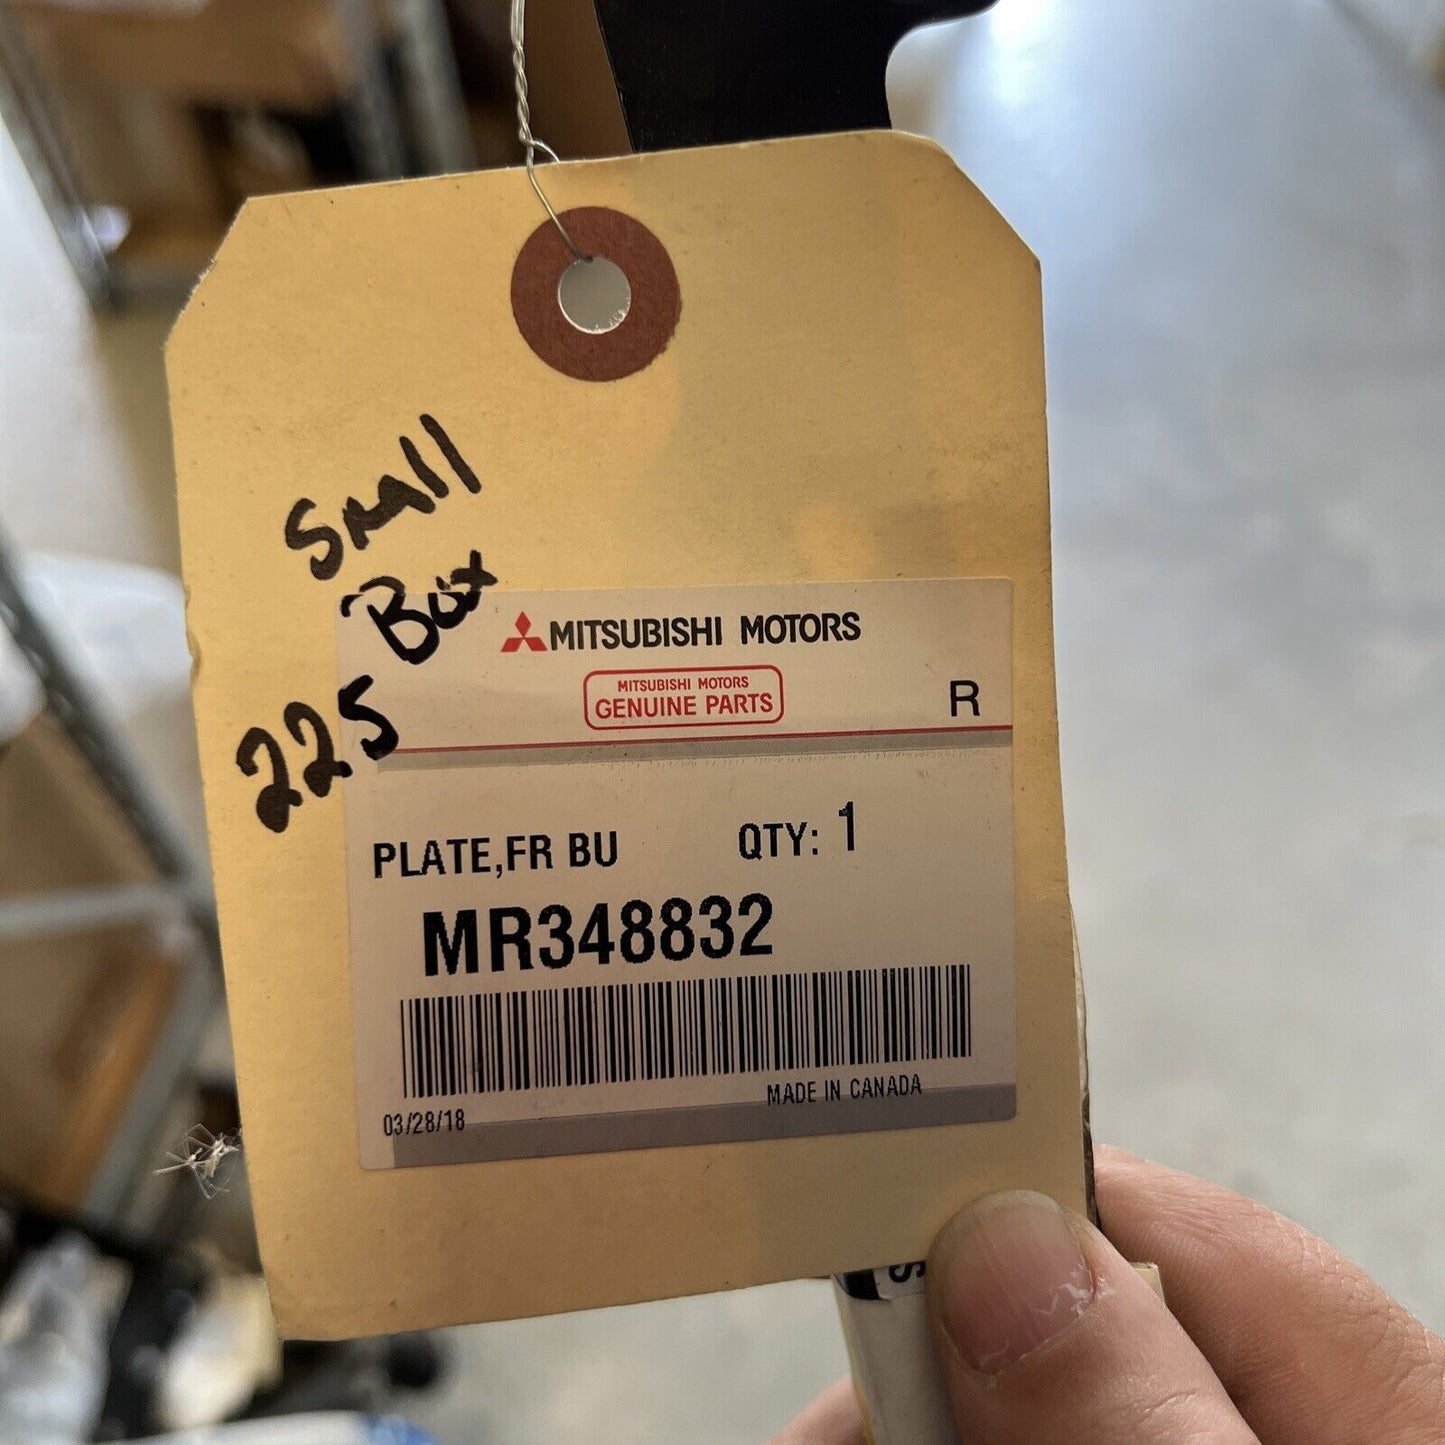 Small
Box
225
MITSUBISHI MOTORS
MITSUBISHI MOTORS
GENUINE PARTS
R
PLATE,FR BU QTY: 1
MR348832
MADE IN CANADA
03/28/18
S